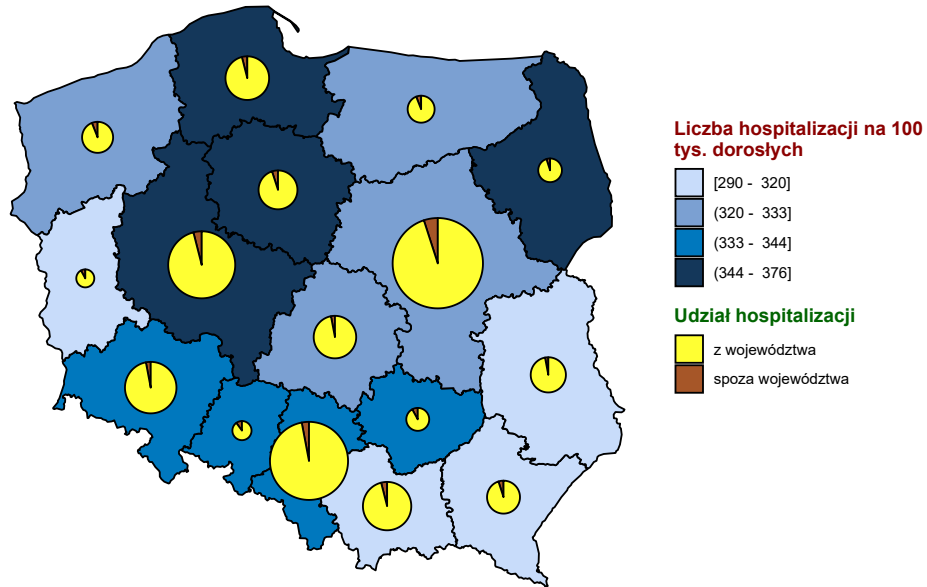 Liczba hospitalizacji na 100
tys. dorosłych
[290 - 320]
(320 - 333]
(333 - 344]
(344 - 376]
Udział hospitalizacji
z województwa
spoza województwa